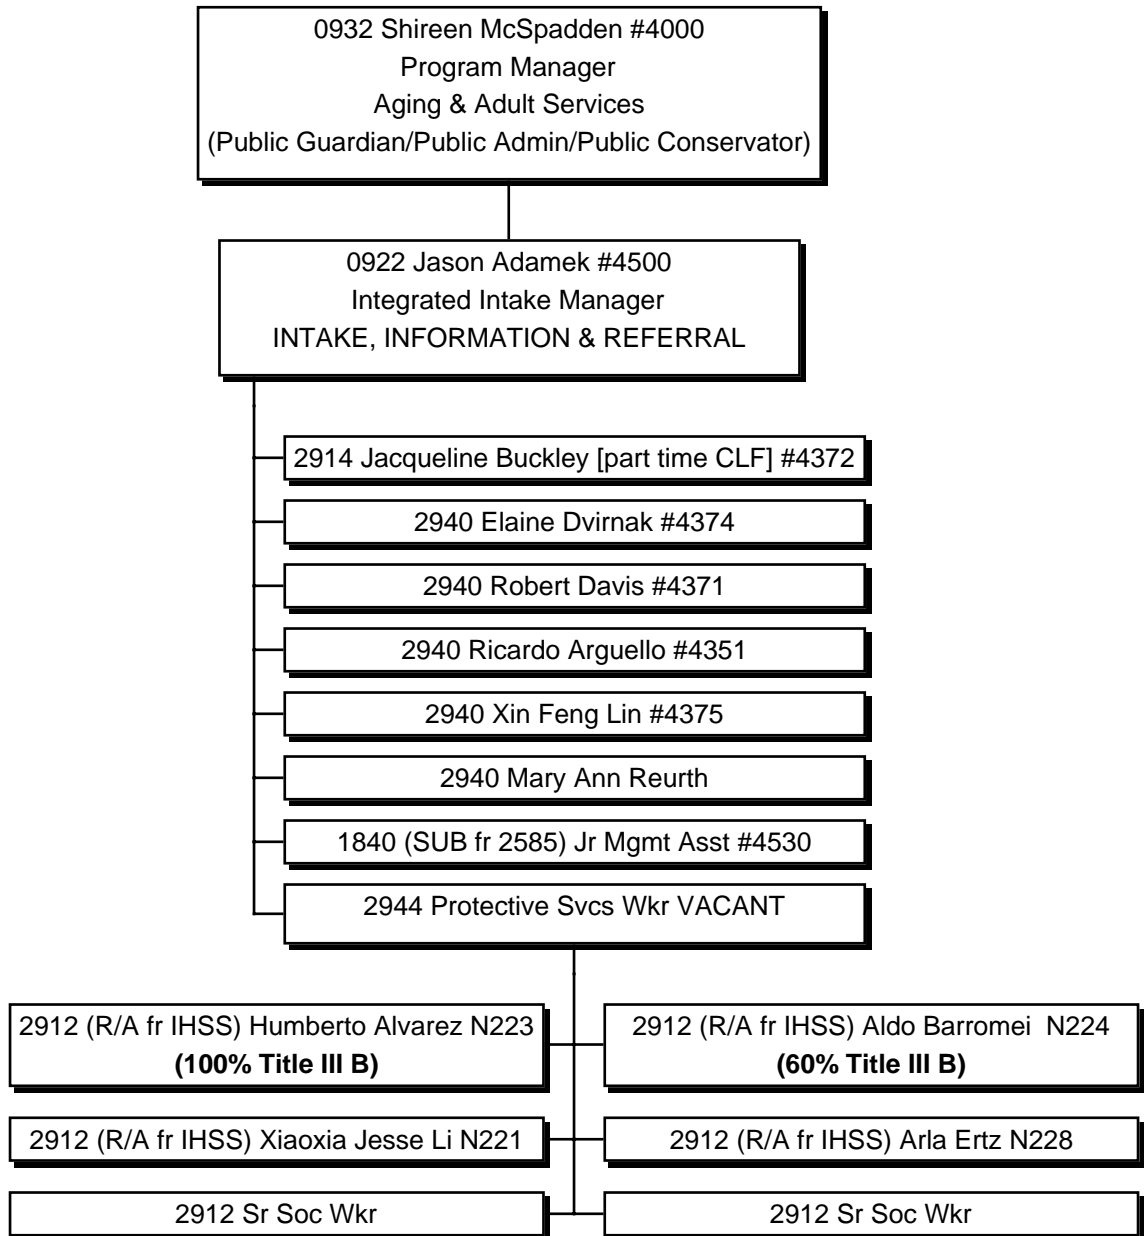 0932 Shireen McSpadden #4000
Program Manager
Aging & Adult Services
(Public Guardian/Public Admin/Public Conservator)
0922 Jason Adamek #4500
Integrated Intake Manager
INTAKE, INFORMATION & REFERRAL
2914 Jacqueline Buckley [part time CLF] #4372
2940 Elaine Dvirnak #4374
2940 Robert Davis #4371
2940 Ricardo Arguello #4351
2940 Xin Feng Lin #4375
2940 Mary Ann Reurth
1840 (SUB fr 2585) Jr Mgmt Asst #4530
2944 Protective Svcs Wkr VACANT
2912 (R/A fr IHSS) Humberto Alvarez N223
(100% Title III B)
2912 (R/A fr IHSS) Aldo Barromei N224
(60% Title III B)
2912 (R/A fr IHSS) Xiaoxia Jesse Li N221
2912 (R/A fr IHSS) Arla Ertz N228
2912 Sr Soc Wkr
2912 Sr Soc Wkr